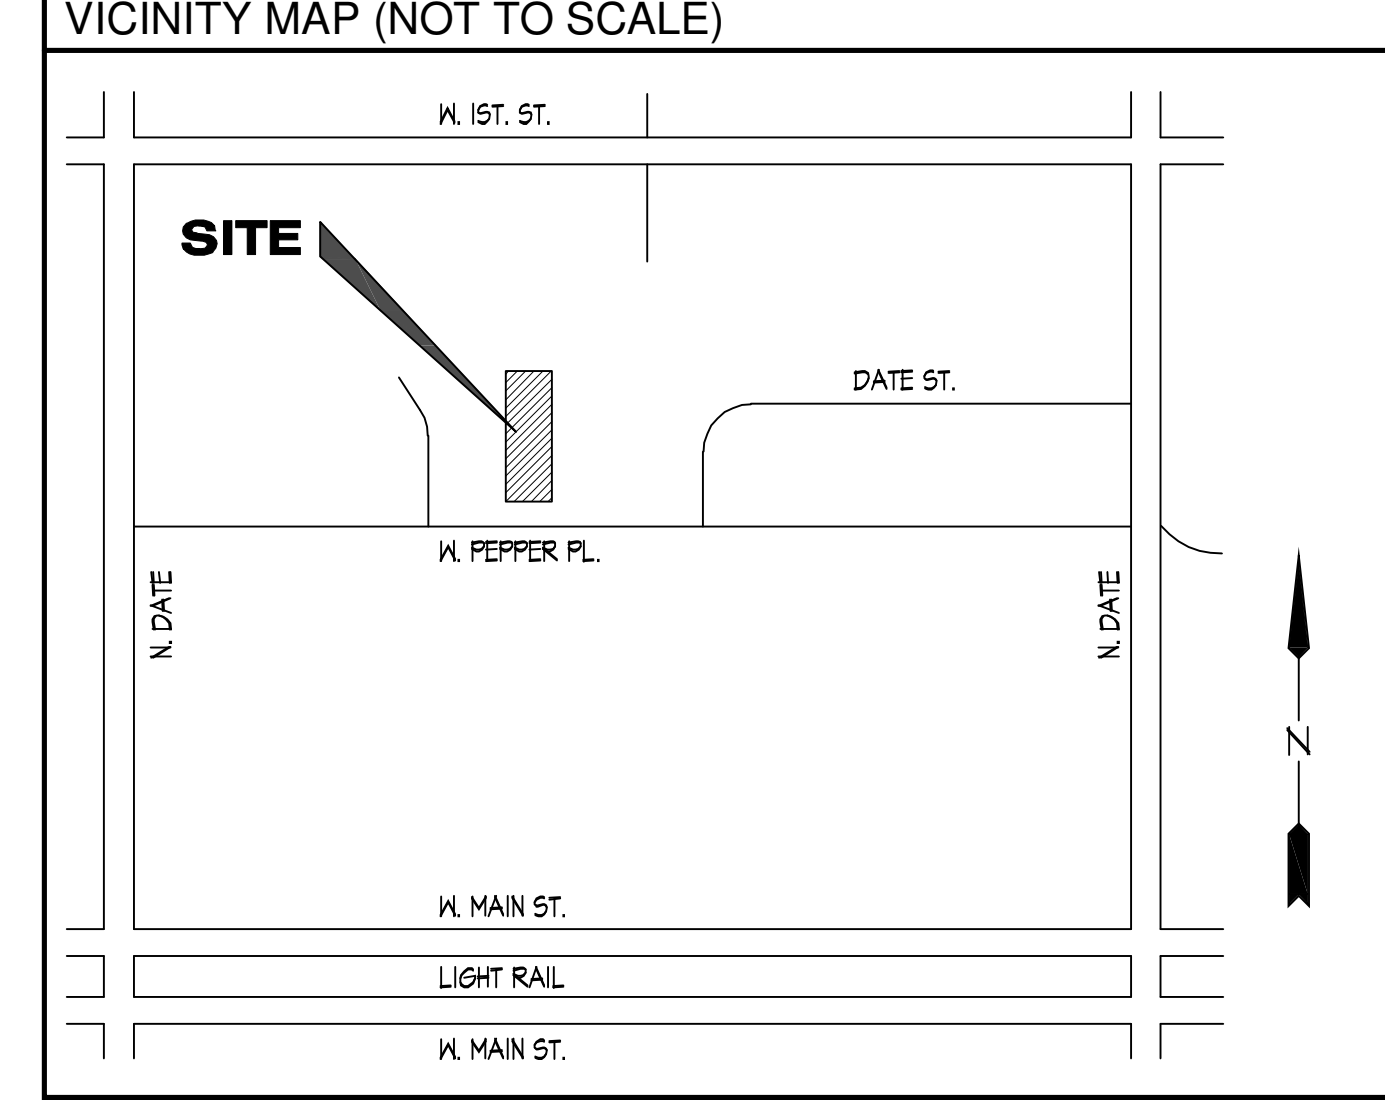 VICINITY MAP (NOT TO SCALE)
W. 1ST. ST.
SITE
DATE ST.
W. PEPPER PL.
N. DATE
N. DATE
N
W. MAIN ST.
LIGHT RAIL
W. MAIN ST.